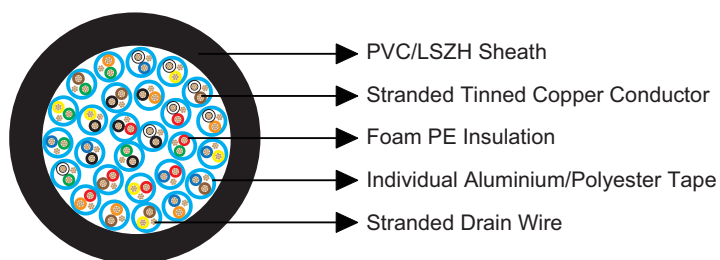 PVC/LSZH Sheath
Stranded Tinned Copper Conductor
Foam PE Insulation
Individual Aluminium/Polyester Tape
Stranded Drain Wire